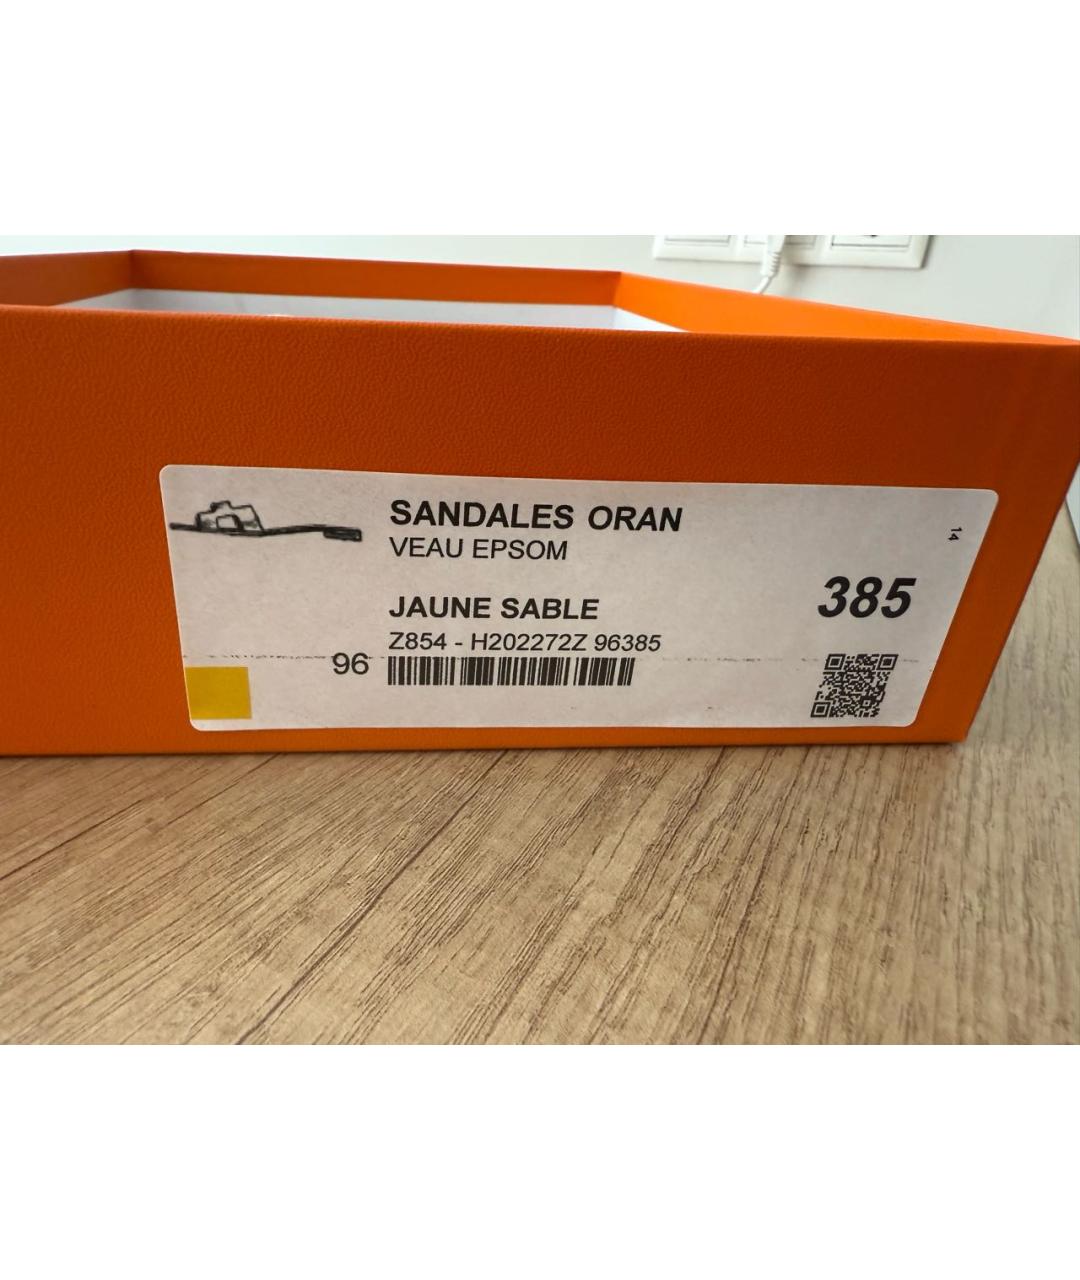 SANDALES ORAN
VEAU EPSOM
14
JAUNE SABLE
385
Z854 - H202272Z 96385
96